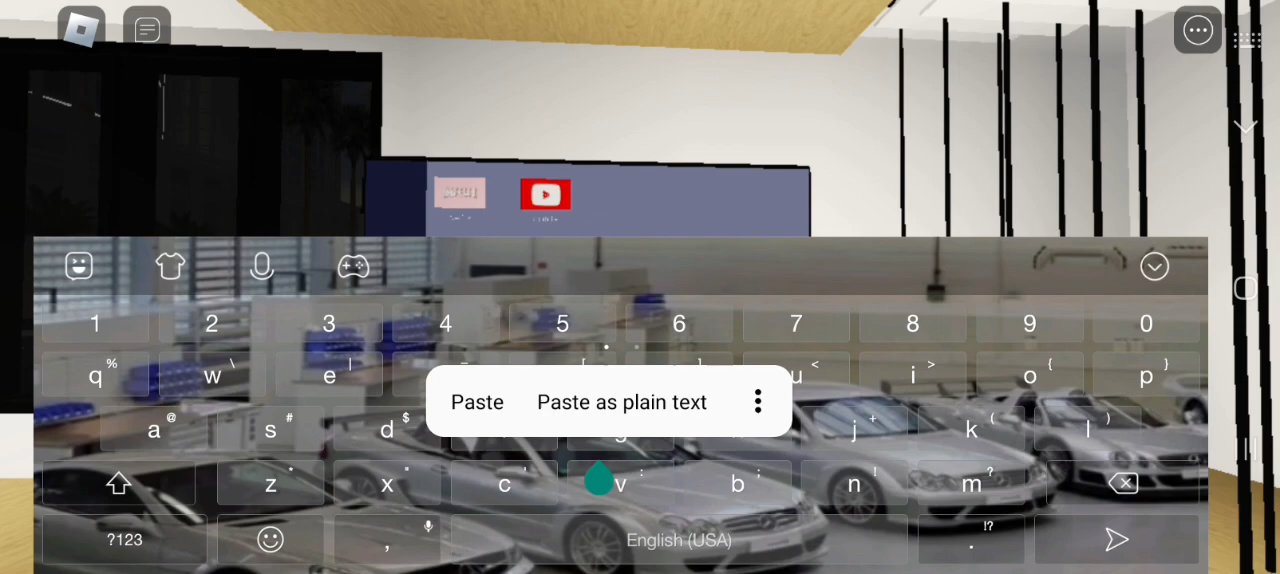 1 2 3 4 5 6 7 8 9 0
q % w \ e | [ ] u < i > o { p }
a @ s # d $ j + k ( l )
Paste Paste as plain text
z * x " c ' v : b ; n ! m ?
?123 , English (USA) . !?